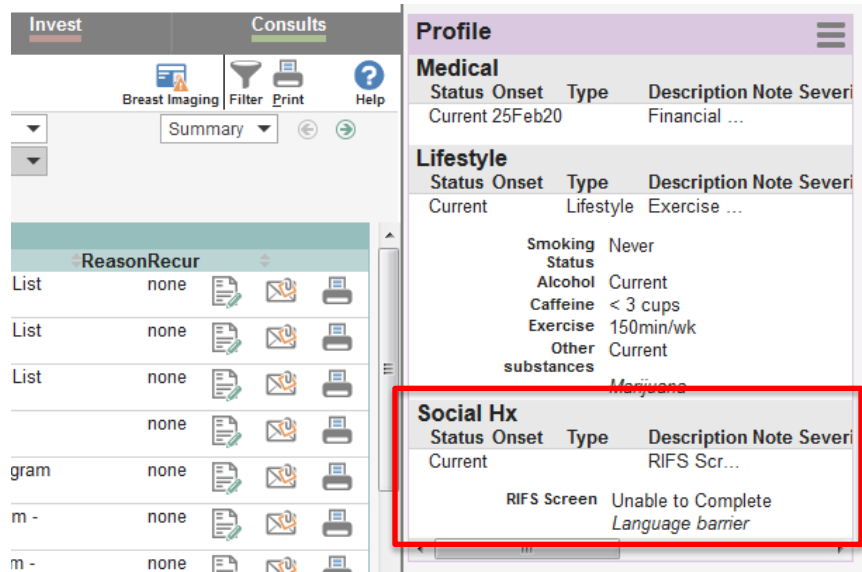 Invest Consults
Breast Imaging Filter Print Help
Summary
ReasonRecur
List none
List none
List none
none
gram none
m - none
m - none
Profile
Medical
Status Onset Type Description Note Severi
Current 25Feb20 Financial ...
Lifestyle
Status Onset Type Description Note Severi
Current Lifestyle Exercise ...
Smoking Never
Status
Alcohol Current
Caffeine < 3 cups
Exercise 150min/wk
Other Current
substances
Marijuana
Social Hx
Status Onset Type Description Note Severi
Current RIFS Scr...
RIFS Screen Unable to Complete
Language barrier